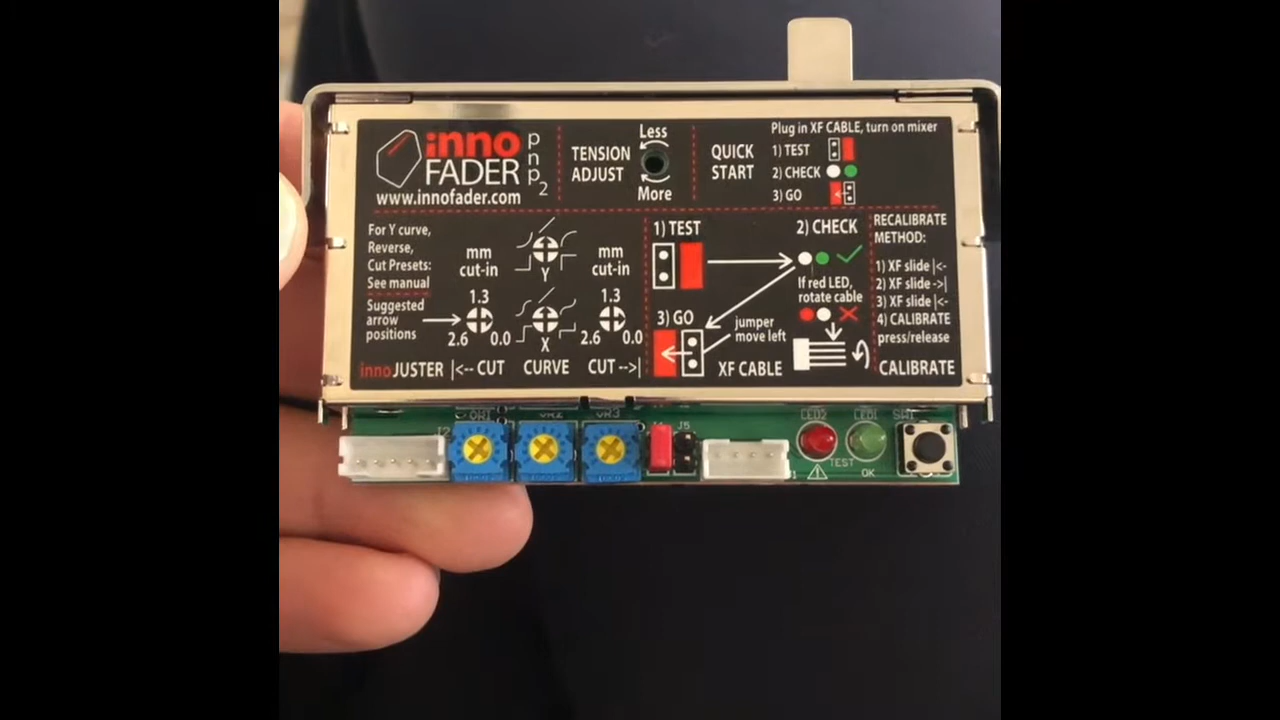 inno
FADER
pnp2
www.innofader.com
TENSION
ADJUST
Less
More
QUICK
START
Plug in XF CABLE, turn on mixer
1) TEST
2) CHECK
3) GO
For Y curve,
Reverse,
Cut Presets:
See manual
Suggested
arrow
positions
mm
cut-in
1.3
2.6 0.0
Y
X
mm
cut-in
1.3
2.6 0.0
innoJUSTER |<-- CUT CURVE CUT -->|
1) TEST
2) CHECK
If red LED,
rotate cable
3) GO
jumper
move left
XF CABLE
RECALIBRATE
METHOD:
1) XF slide |<-
2) XF slide ->|
3) XF slide |<-
4) CALIBRATE
press/release
CALIBRATE
VR2 VR3
J2
J5
LED2 LED1 SW1
TEST
OK